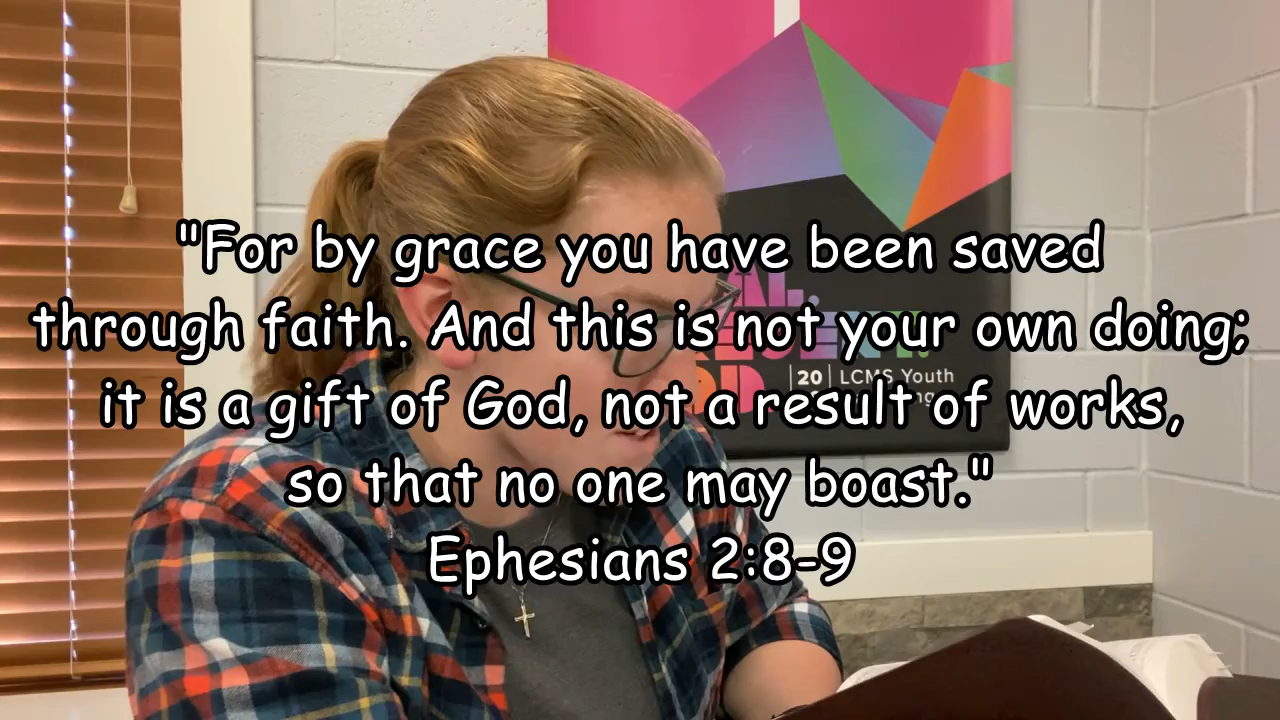 "For by grace you have been saved
through faith. And this is not your own doing;
it is a gift of God, not a result of works,
so that no one may boast."
Ephesians 2:8-9
20 LCMS Youth